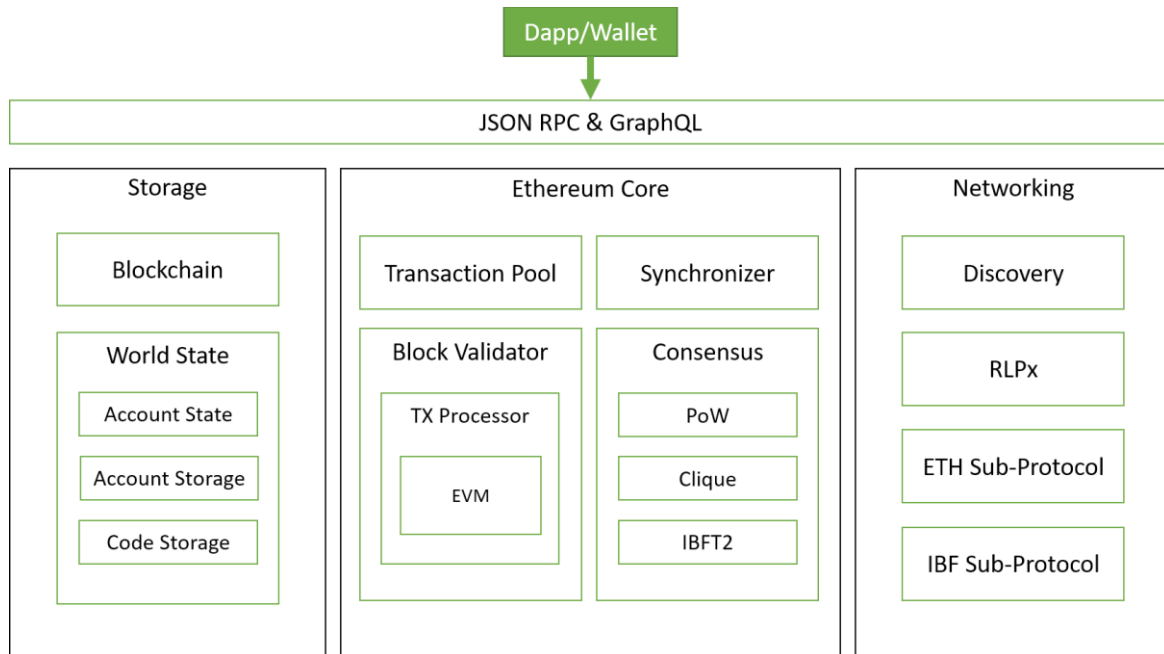 Dapp/Wallet
JSON RPC & GraphQL
Storage
Blockchain
World State
Account State
Account Storage
Code Storage
Ethereum Core
Transaction Pool
Synchronizer
Block Validator
TX Processor
EVM
Consensus
PoW
Clique
IBFT2
Networking
Discovery
RLPx
ETH Sub-Protocol
IBF Sub-Protocol